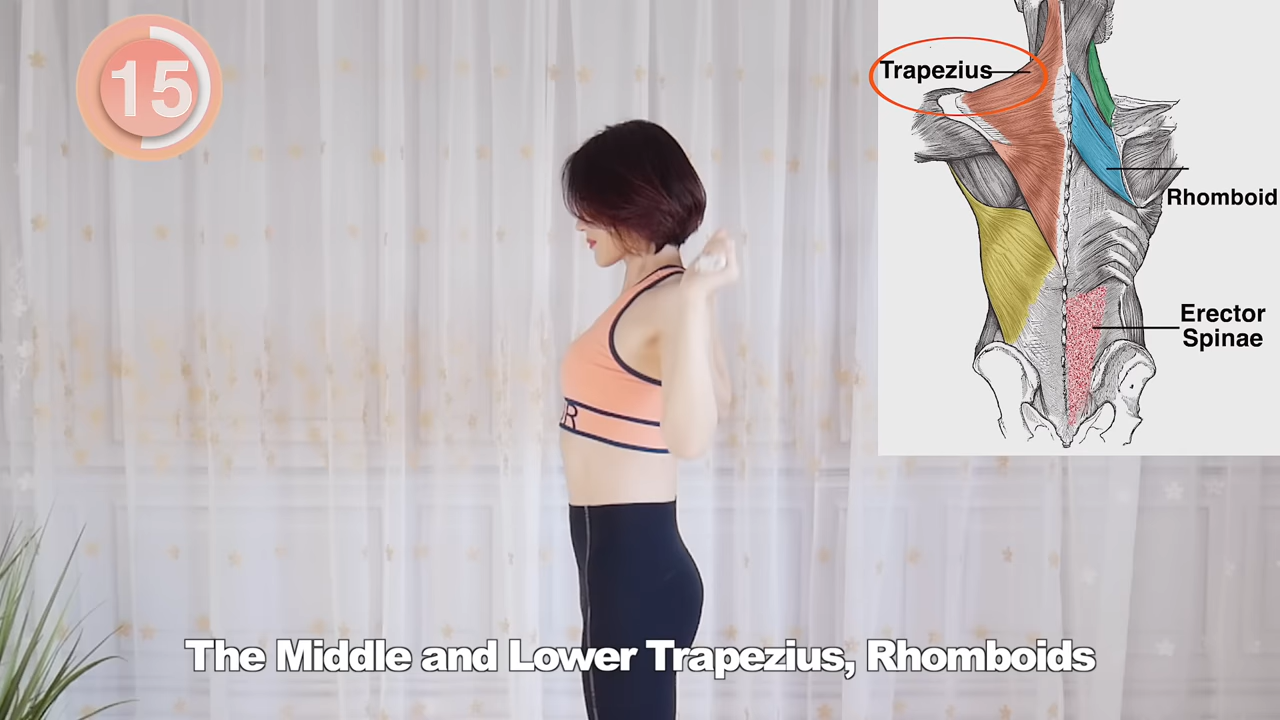 15
Trapezius
Rhomboid
Erector
Spinae
R
The Middle and Lower Trapezius, Rhomboids